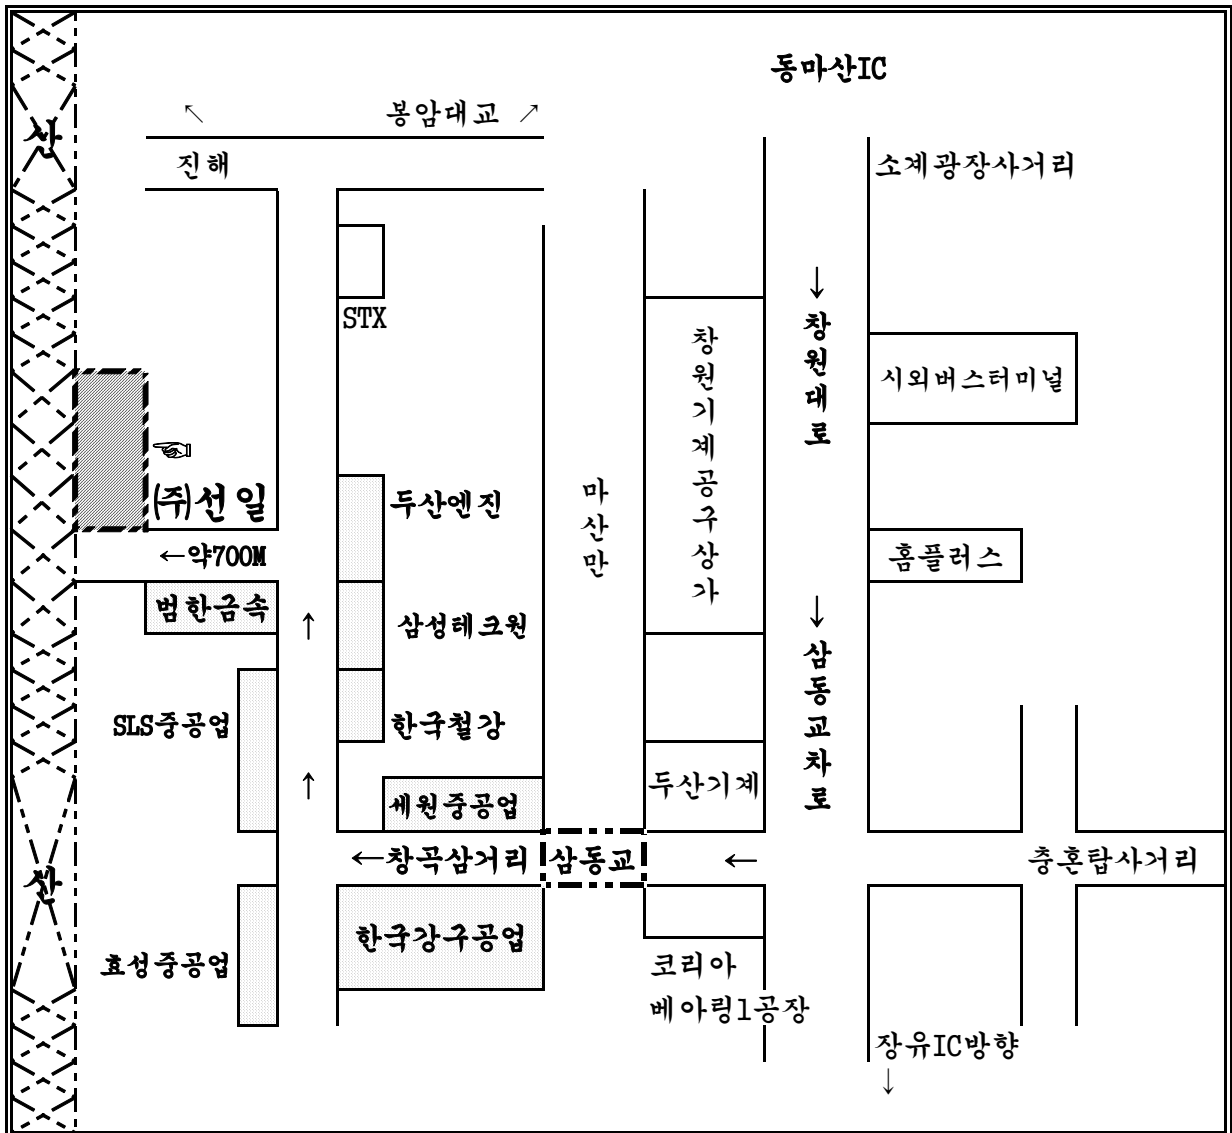 동마산IC
↖ 봉암대교 ↗
산
진해
소계광장사거리
STX
↓창원대로
창원기계공구상가
시외버스터미널
☜
(주)선일
두산엔진
마산만
←약700M
홈플러스
범한금속
↑
삼성테크원
↓삼동교차로
SLS중공업
한국철강
↑
세원중공업
두산기계
←창곡삼거리
삼동교
←
충혼탑사거리
산
한국강구공업
효성중공업
코리아
베아링1공장
장유IC방향
↓